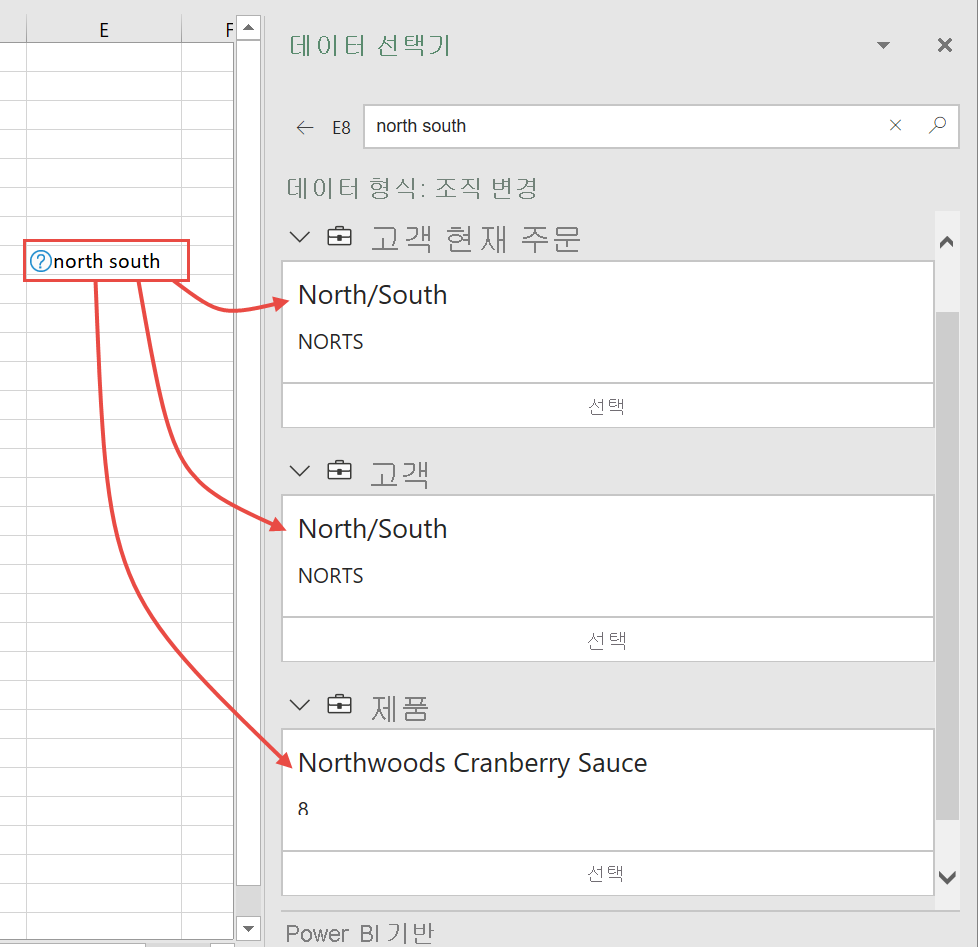 E
F
데이터 선택기
E8
north south
데이터 형식: 조직 변경
고객 현재 주문
?north south
North/South
NORTS
선택
고객
North/South
NORTS
선택
제품
Northwoods Cranberry Sauce
8
선택
Power BI 기반